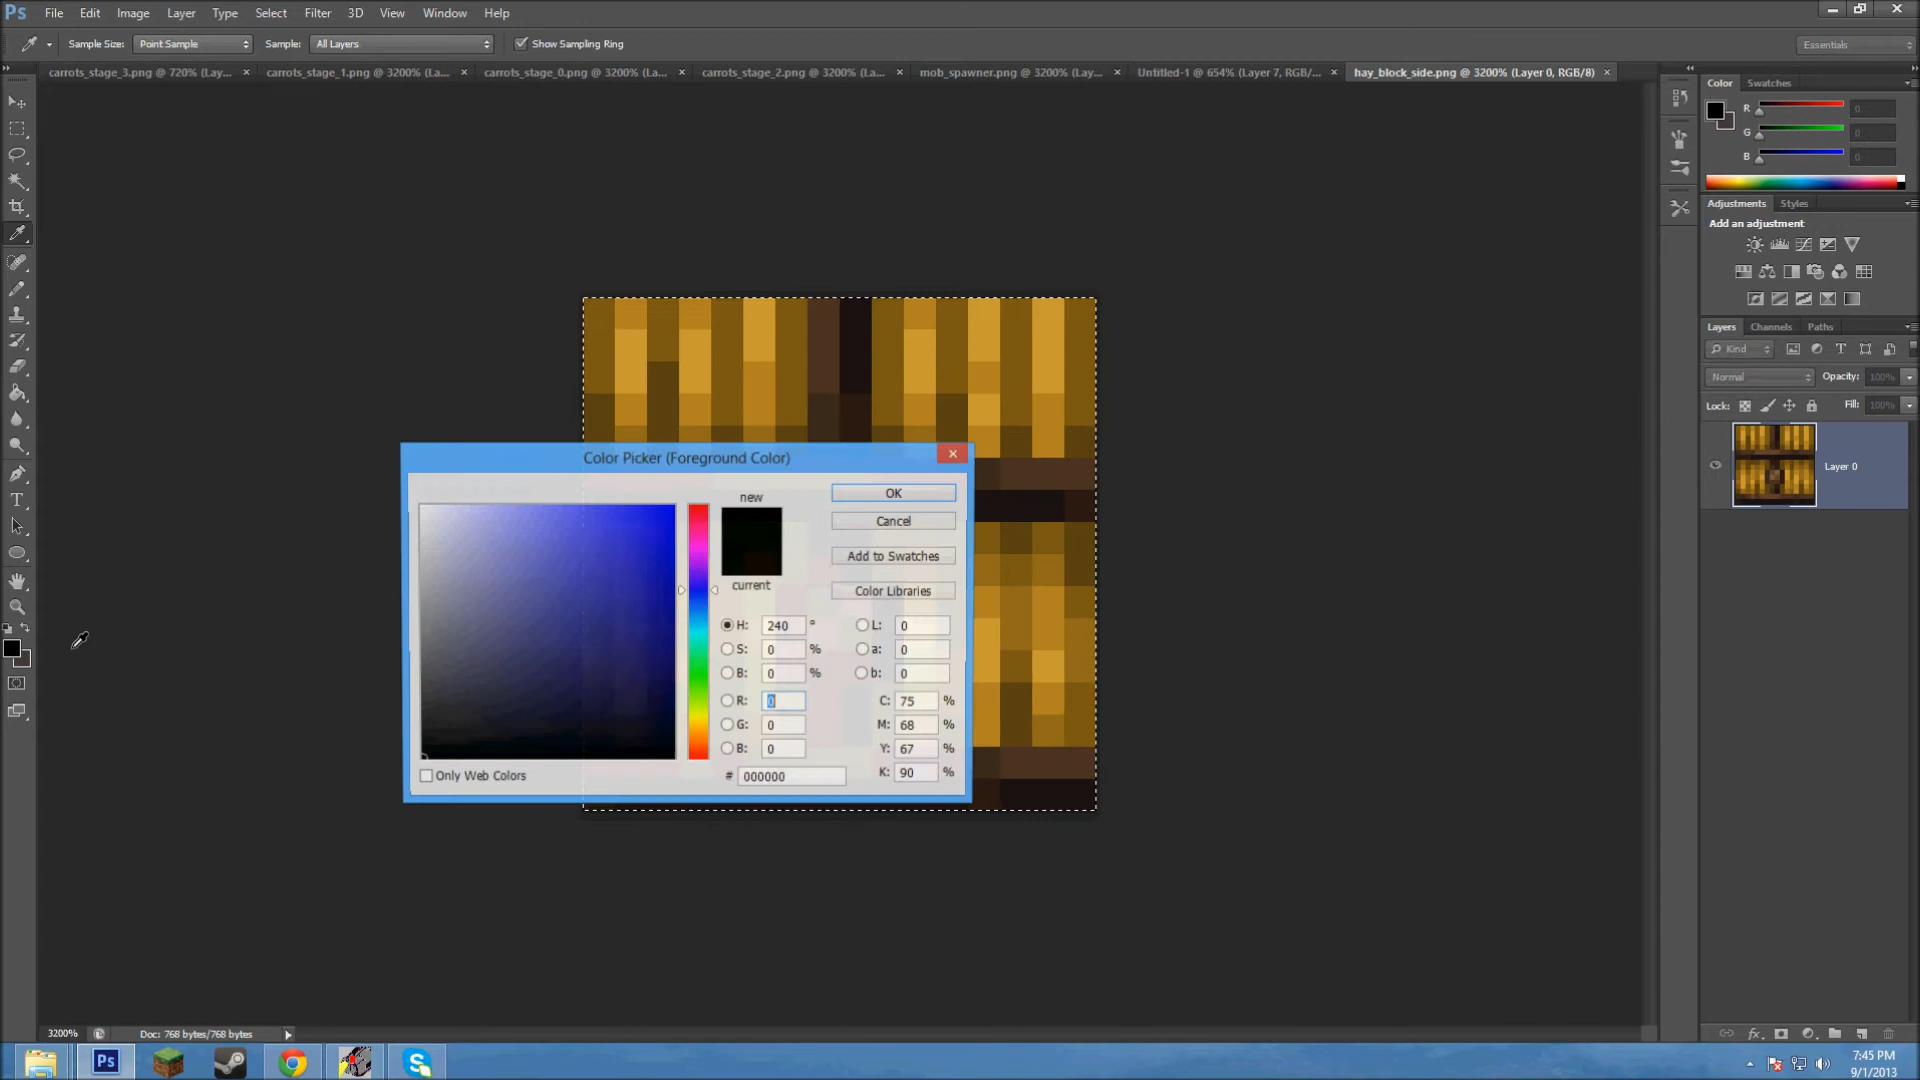 Ps File Edit Image Layer Type Select Filter 3D View Window Help
Sample Size: Point Sample Sample: All Layers Show Sampling Ring Essentials
carrots_stage_3.png @ 720% (Lay... × carrots_stage_1.png @ 3200% (La... × carrots_stage_0.png @ 3200% (La... × carrots_stage_2.png @ 3200% (La... × mob_spawner.png @ 3200% (Lay... × Untitled-1 @ 654% (Layer 7, RGB/... × hay_block_side.png @ 3200% (Layer 0, RGB/8) ×
Color Swatches
R 0
G 0
B 0
Adjustments Styles
Add an adjustment
Layers Channels Paths
Kind
Normal Opacity: 100%
Lock: Fill: 100%
Layer 0
Color Picker (Foreground Color)
new
current
OK
Cancel
Add to Swatches
Color Libraries
H: 240 ° L: 0
S: 0 % a: 0
B: 0 % b: 0
R: 0 C: 75 %
G: 0 M: 68 %
B: 0 Y: 67 %
# 000000 K: 90 %
Only Web Colors
3200% Doc: 768 bytes/768 bytes
fx
Ps
7:45 PM
9/1/2013